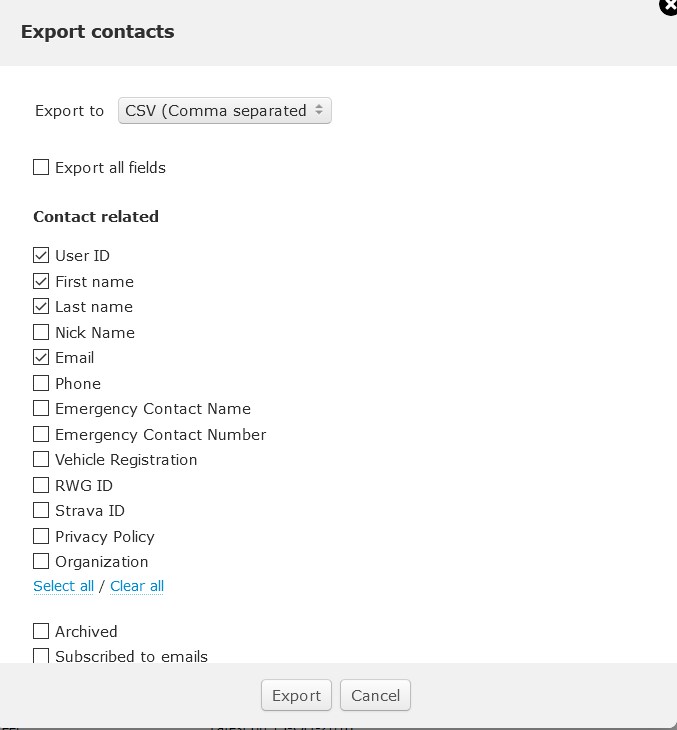 Export contacts
Export to CSV (Comma separated
Export all fields
Contact related
User ID
First name
Last name
Nick Name
Email
Phone
Emergency Contact Name
Emergency Contact Number
Vehicle Registration
RWG ID
Strava ID
Privacy Policy
Organization
Select all / Clear all
Archived
Subscribed to emails
Export Cancel